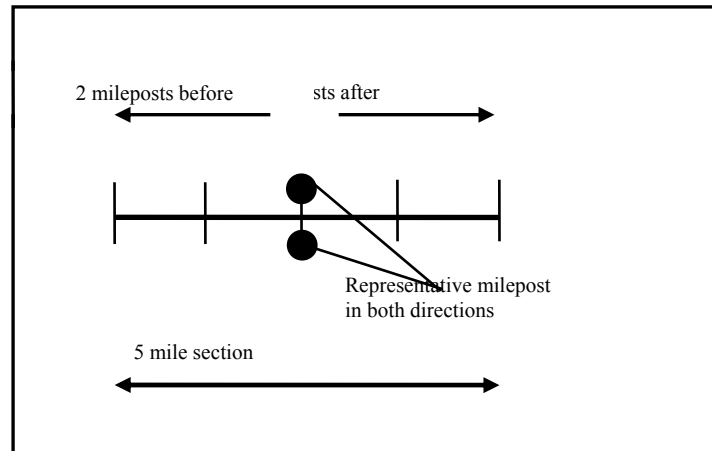 2 mileposts before sts after
Representative milepost
in both directions
5 mile section